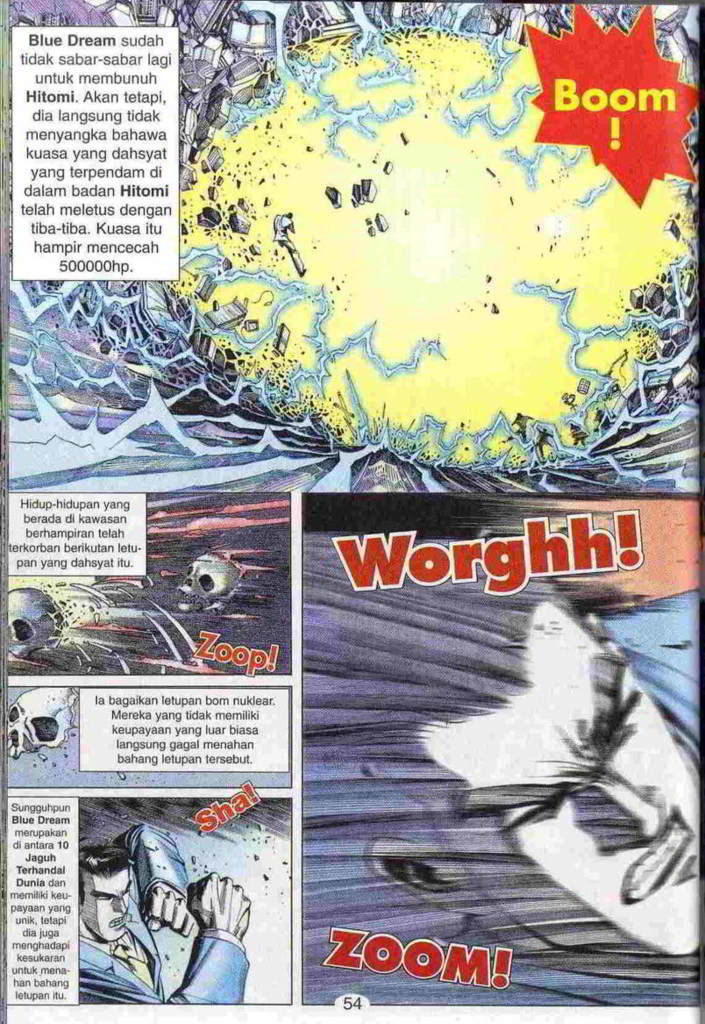 Blue Dream sudah
tidak sabar-sabar lagi
untuk membunuh
Hitomi. Akan tetapi,
dia langsung tidak
menyangka bahawa
kuasa yang dahsyat
yang terpendam di
dalam badan Hitomi
telah meletus dengan
tiba-tiba. Kuasa itu
hampir mencecah
500000hp.
Boom
!
Hidup-hidupan yang
berada di kawasan
berhampiran telah
terkorban berikutan letu-
pan yang dahsyat itu.
Zoop!
Worghh!
Ia bagaikan letupan bom nuklear.
Mereka yang tidak memiliki
keupayaan yang luar biasa
langsung gagal menahan
bahang letupan tersebut.
Sungguhpun
Blue Dream
merupakan
di antara 10
Jaguh
Terhandal
Dunia dan
memiliki keu-
payaan yang
unik, tetapi
dia juga
menghadapi
kesukaran
untuk mena-
han bahang
letupan itu.
Sha!
ZOOM!
54